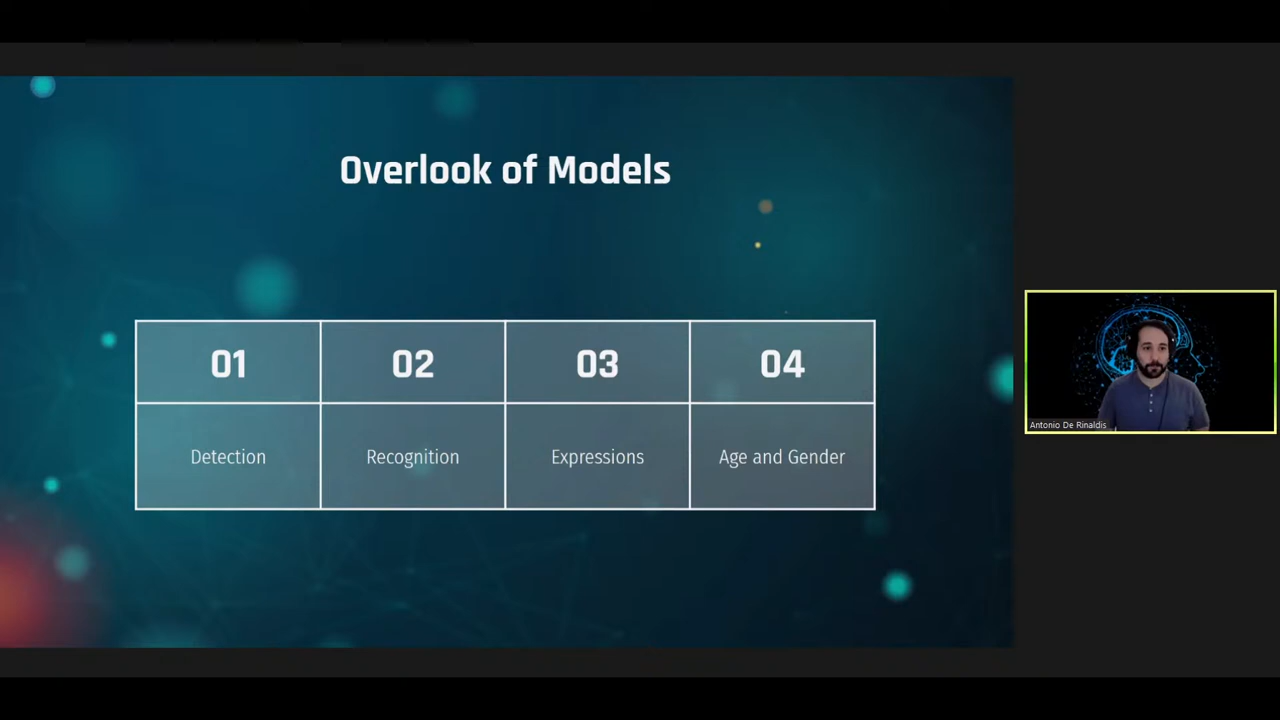 Overlook of Models
01 02 03 04
Detection Recognition Expressions Age and Gender
Antonio De Rinaldis